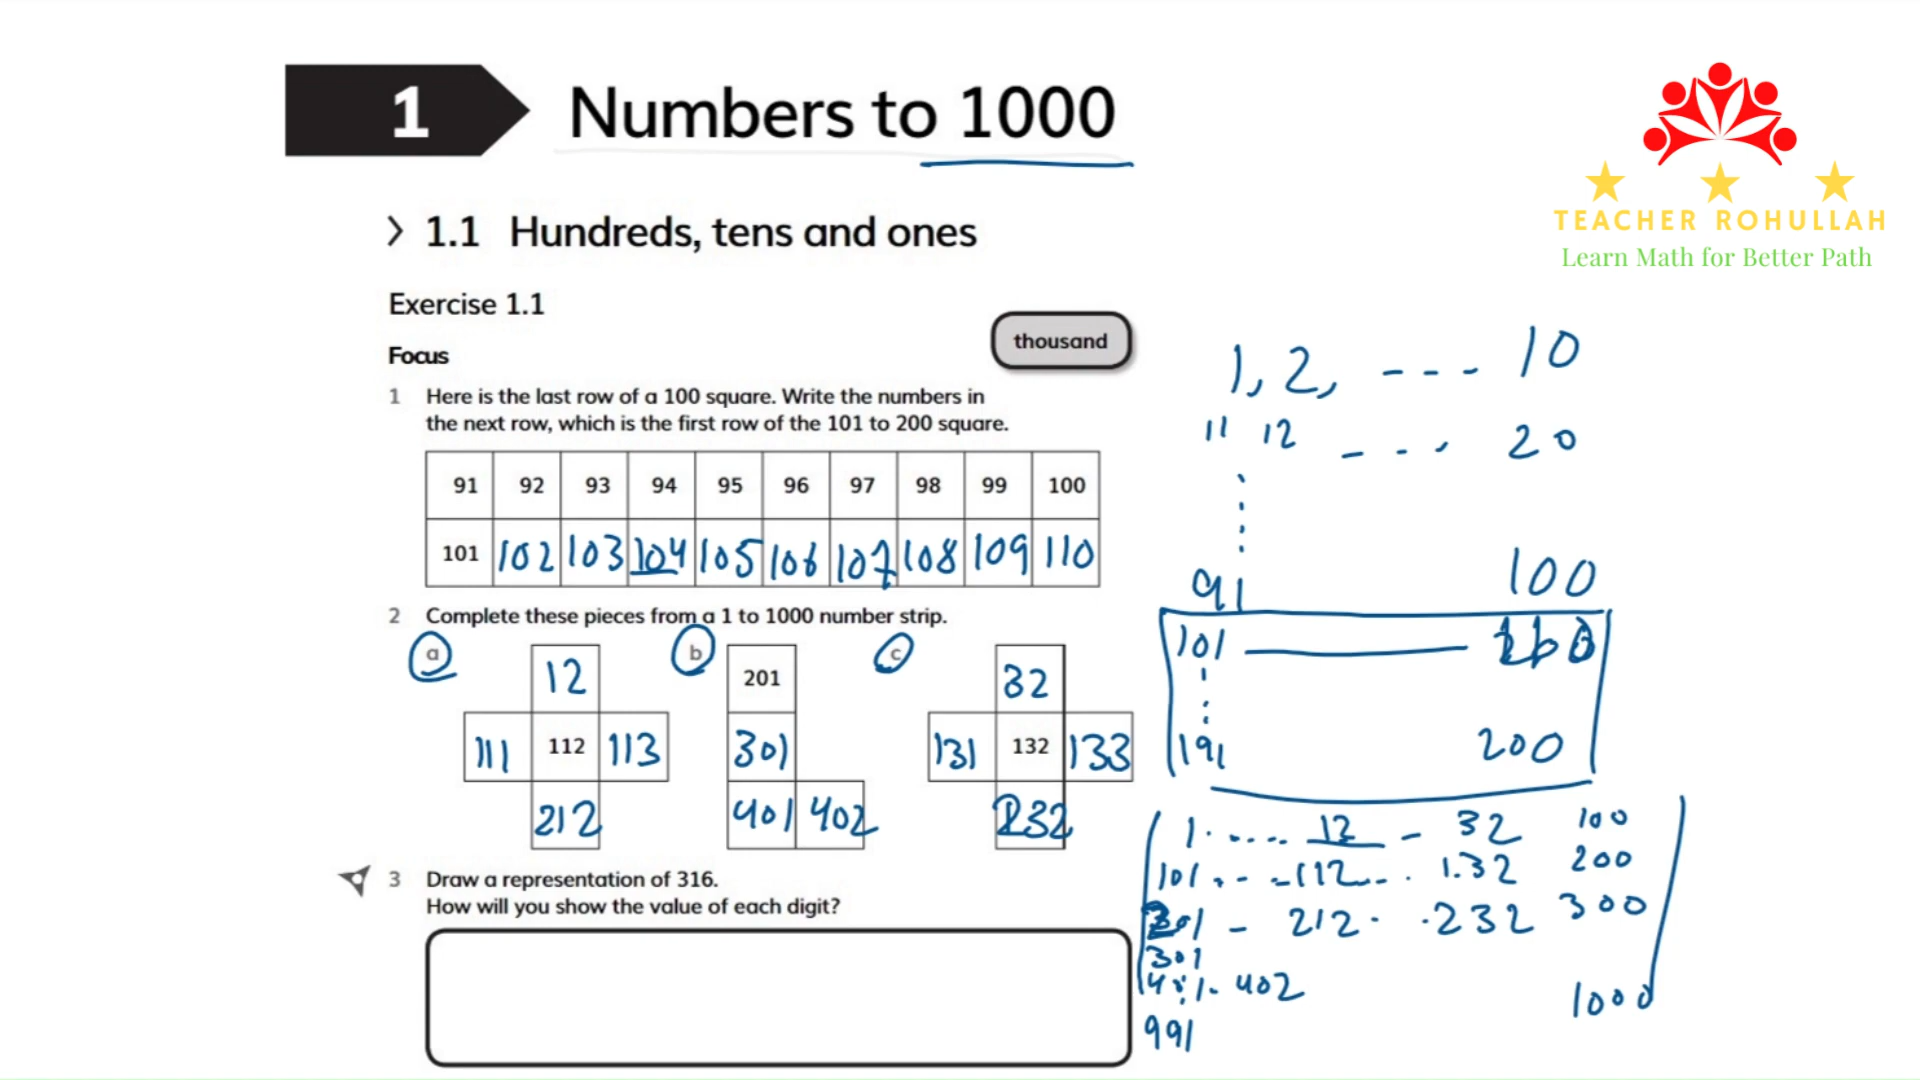 1 Numbers to 1000
TEACHER ROHULLAH
Learn Math for Better Path
1.1 Hundreds, tens and ones
Exercise 1.1
thousand
Focus
1 Here is the last row of a 100 square. Write the numbers in
the next row, which is the first row of the 101 to 200 square.
91 92 93 94 95 96 97 98 99 100
101 102 103 104 105 106 107 108 109 110
2 Complete these pieces from a 1 to 1000 number strip.
a b c
12 201 32
111 112 113 301 131 132 133
212 401 402 232
3 Draw a representation of 316.
How will you show the value of each digit?
1, 2, --- 10
11 12 --- 20
91 100
101
191 200
1 .... 12 - 32 100
101 .. - - 112 ... 132 200
201 - 212 . . 232 300
301
401 - 402
991 1000